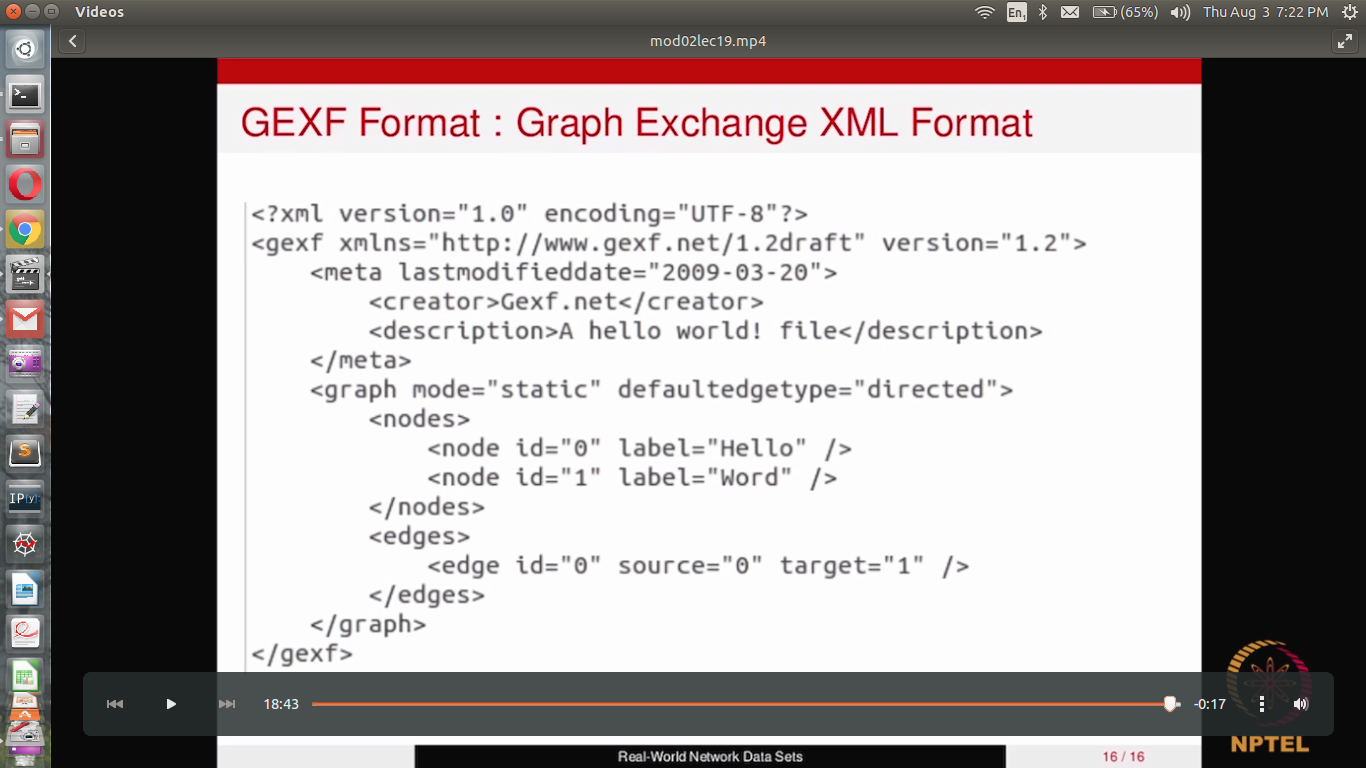 Videos
En1
(65%)
Thu Aug 3 7:22 PM
mod02lec19.mp4
GEXF Format : Graph Exchange XML Format
<?xml version="1.0" encoding="UTF-8"?>
<gexf xmlns="http://www.gexf.net/1.2draft" version="1.2">
    <meta lastmodifieddate="2009-03-20">
        <creator>Gexf.net</creator>
        <description>A hello world! file</description>
    </meta>
    <graph mode="static" defaultedgetype="directed">
        <nodes>
            <node id="0" label="Hello" />
            <node id="1" label="Word" />
        </nodes>
        <edges>
            <edge id="0" source="0" target="1" />
        </edges>
    </graph>
</gexf>
18:43
-0:17
NPTEL
Real-World Network Data Sets
16 / 16
S
IP[y]: